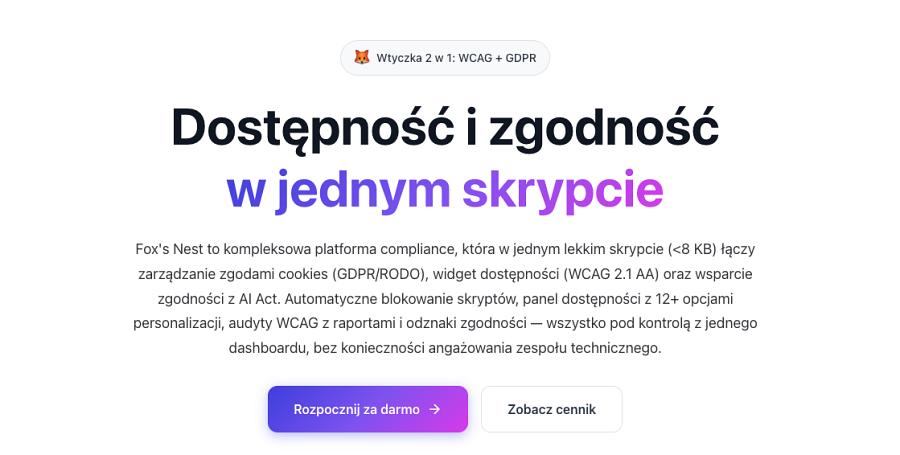 Wtyczka 2 w 1: WCAG + GDPR
Dostępność i zgodność
w jednym skrypcie
Fox's Nest to kompleksowa platforma compliance, która w jednym lekkim skrypcie (<8 KB) łączy
zarządzanie zgodami cookies (GDPR/RODO), widget dostępności (WCAG 2.1 AA) oraz wsparcie
zgodności z AI Act. Automatyczne blokowanie skryptów, panel dostępności z 12+ opcjami
personalizacji, audyty WCAG z raportami i odznaki zgodności — wszystko pod kontrolą z jednego
dashboardu, bez konieczności angażowania zespołu technicznego.
Rozpocznij za darmo →
Zobacz cennik